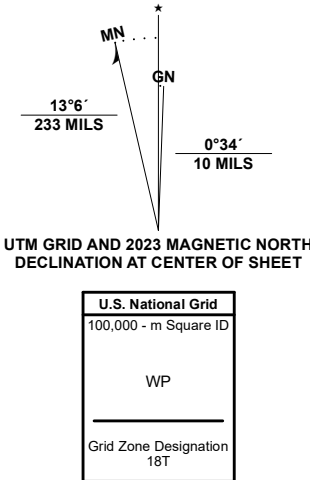 ★
MN
GN
13°6´
233 MILS
0°34´
10 MILS
UTM GRID AND 2023 MAGNETIC NORTH
DECLINATION AT CENTER OF SHEET
U.S. National Grid
100,000 - m Square ID
WP
Grid Zone Designation
18T